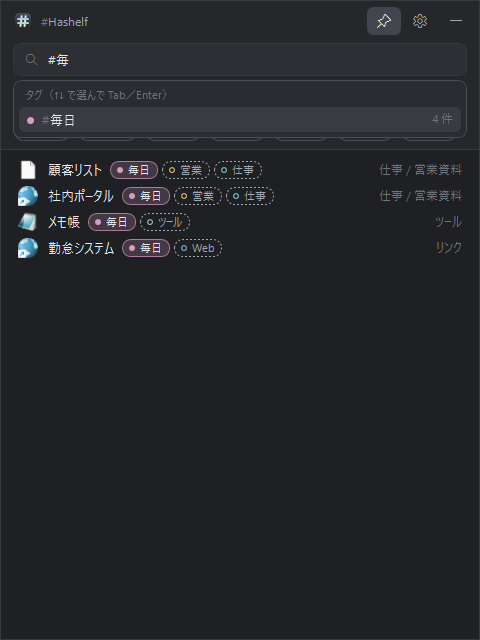 #Hashelf
#毎
タグ（↑↓ で選んで Tab／Enter）
#毎日 4 件
顧客リスト 毎日 営業 仕事 仕事 / 営業資料
社内ポータル 毎日 営業 仕事 仕事 / 営業資料
メモ帳 毎日 ツール ツール
勤怠システム 毎日 Web リンク